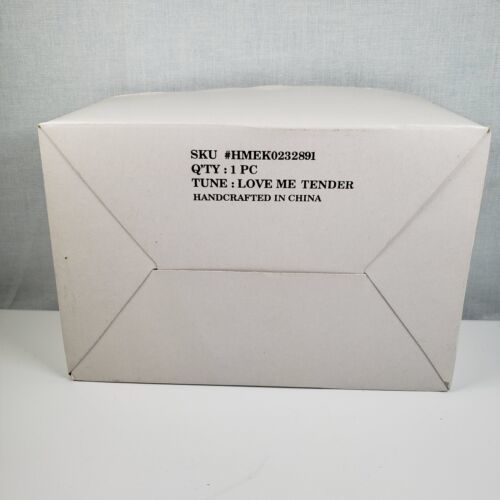 SKU #HMEK0232891
Q'TY : 1 PC
TUNE : LOVE ME TENDER
HANDCRAFTED IN CHINA